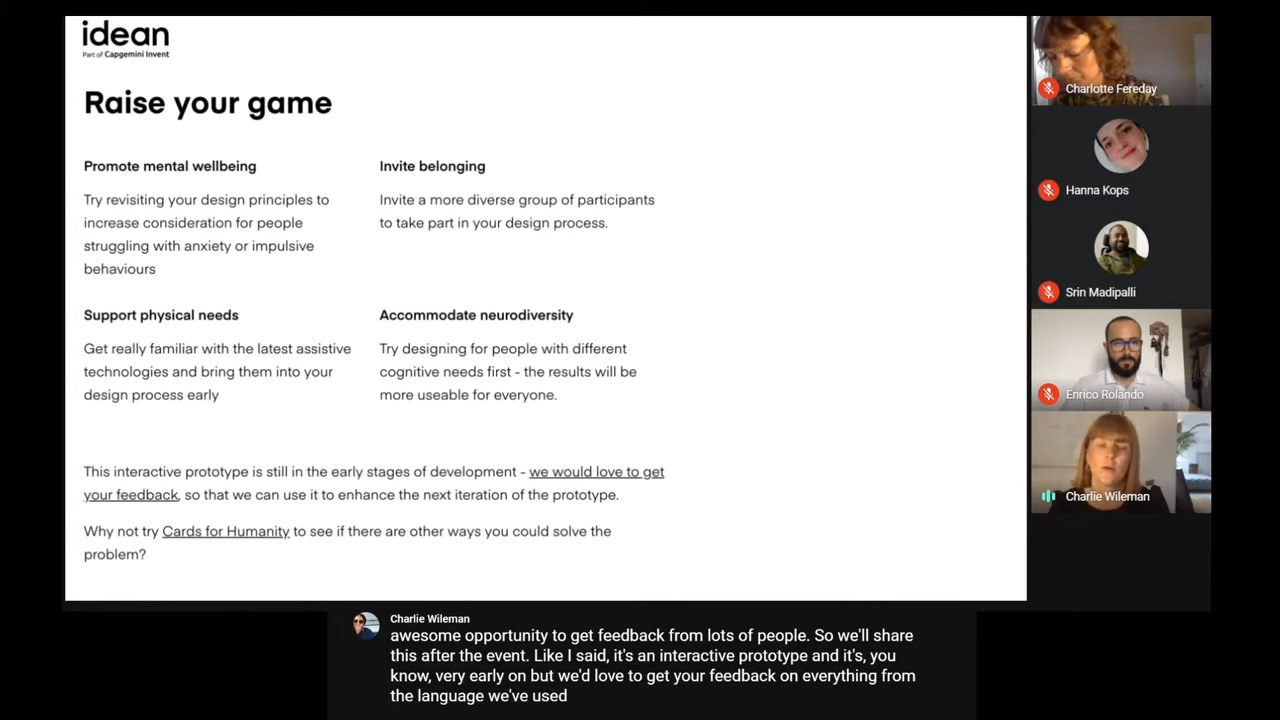 idean
Part of Capgemini Invent
Raise your game
Promote mental wellbeing
Try revisiting your design principles to
increase consideration for people
struggling with anxiety or impulsive
behaviours
Invite belonging
Invite a more diverse group of participants
to take part in your design process.
Support physical needs
Get really familiar with the latest assistive
technologies and bring them into your
design process early
Accommodate neurodiversity
Try designing for people with different
cognitive needs first - the results will be
more useable for everyone.
This interactive prototype is still in the early stages of development - we would love to get
your feedback, so that we can use it to enhance the next iteration of the prototype.
Why not try Cards for Humanity to see if there are other ways you could solve the
problem?
Charlotte Fereday
Hanna Kops
Srin Madipalli
Enrico Rolando
Charlie Wileman
Charlie Wileman
awesome opportunity to get feedback from lots of people. So we'll share
this after the event. Like I said, it's an interactive prototype and it's, you
know, very early on but we'd love to get your feedback on everything from
the language we've used